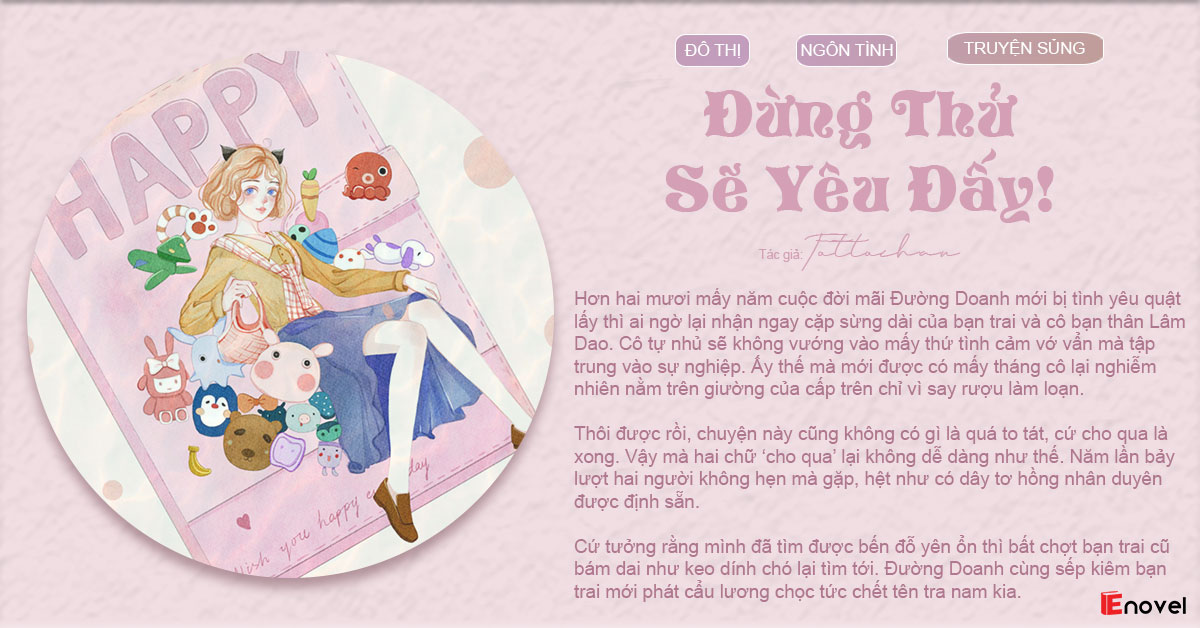 HAPPY
Wish you happy every day
ĐÔ THỊ
NGÔN TÌNH
TRUYỆN SỦNG
Đừng Thử
Sẽ Yêu Đấy!
Tác giả: Tottochan
Hơn hai mươi mấy năm cuộc đời mãi Đường Doanh mới bị tình yêu quật
lấy thì ai ngờ lại nhận ngay cặp sừng dài của bạn trai và cô bạn thân Lâm
Dao. Cô tự nhủ sẽ không vướng vào mấy thứ tình cảm vớ vẩn mà tập
trung vào sự nghiệp. Ấy thế mà mới được có mấy tháng cô lại nghiễm
nhiên nằm trên giường của cấp trên chỉ vì say rượu làm loạn.
Thôi được rồi, chuyện này cũng không có gì là quá to tát, cứ cho qua là
xong. Vậy mà hai chữ ‘cho qua’ lại không dễ dàng như thế. Năm lần bảy
lượt hai người không hẹn mà gặp, hệt như có dây tơ hồng nhân duyên
được định sẵn.
Cứ tưởng rằng mình đã tìm được bến đỗ yên ổn thì bất chợt bạn trai cũ
bám dai như keo dính chó lại tìm tới. Đường Doanh cùng sếp kiêm bạn
trai mới phát cẩu lương chọc tức chết tên tra nam kia.
Enovel